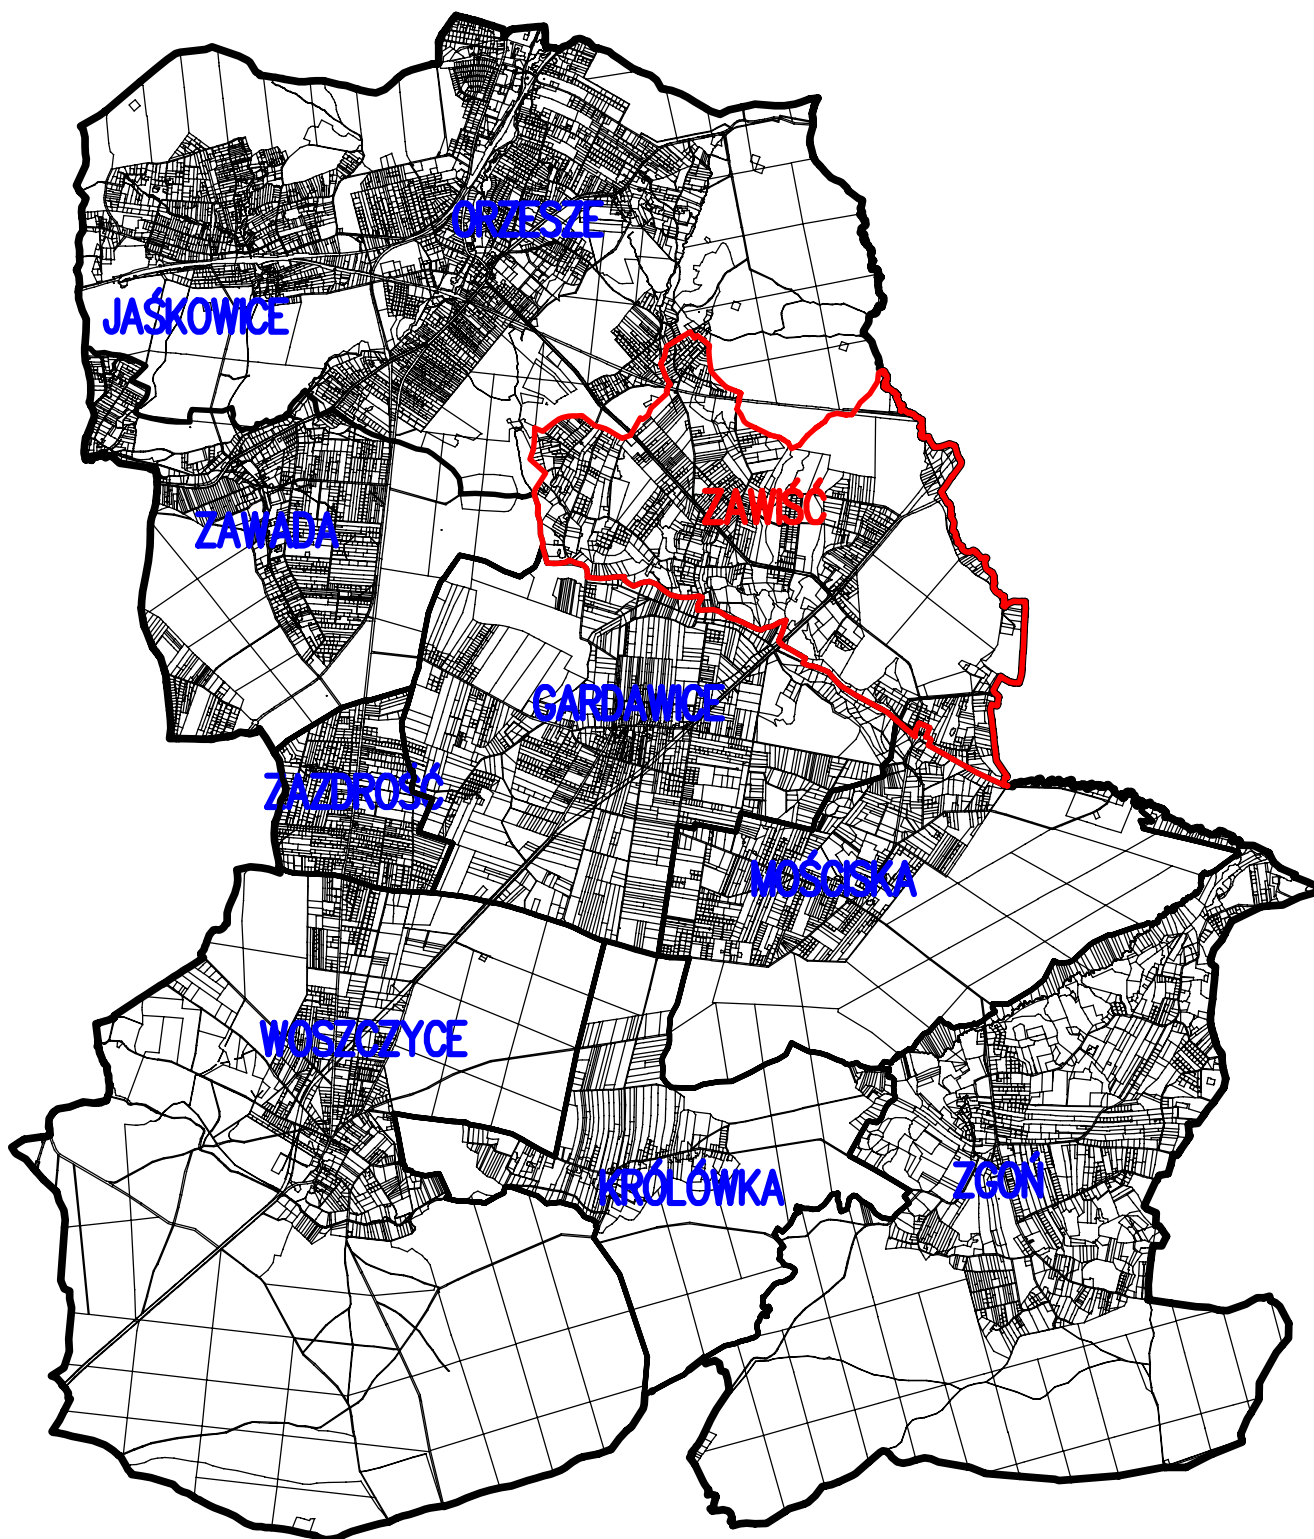 ORZESZE
JAŚKOWICE
ZAWIŚĆ
ZAWADA
GARDAWICE
ZAZDROŚĆ
MOŚCISKA
WOSZCZYCE
KRÓLÓWKA
ZGOŃ